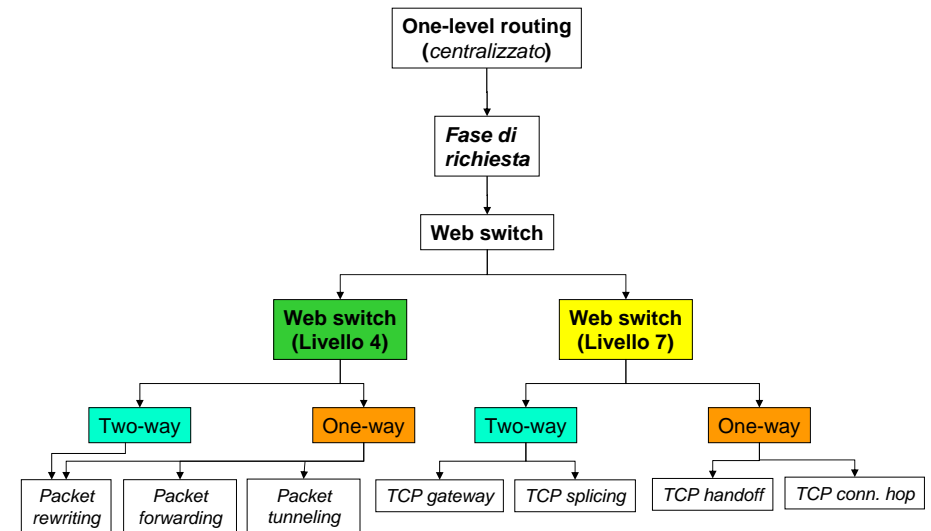 One-level routing
(centralizzato)
Fase di
richiesta
Web switch
Web switch
(Livello 4)
Web switch
(Livello 7)
Two-way
One-way
Two-way
One-way
Packet
rewriting
Packet
forwarding
Packet
tunneling
TCP gateway
TCP splicing
TCP handoff
TCP conn. hop